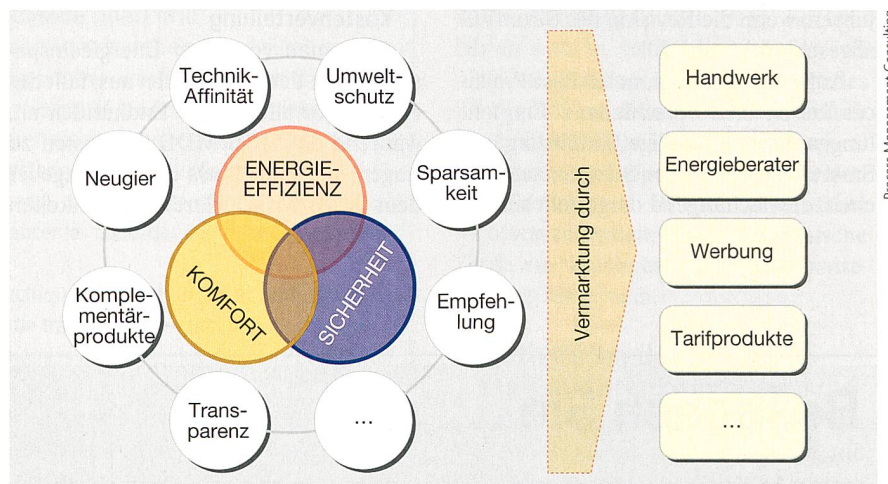 Technik-
Affinität
Umwelt-
schutz
Neugier
Sparsam-
keit
Komple-
mentär-
produkte
Empfeh-
lung
Trans-
parenz
...
ENERGIE-
EFFIZIENZ
KOMFORT
SICHERHEIT
Vermarktung durch
Handwerk
Energieberater
Werbung
Tarifprodukte
...